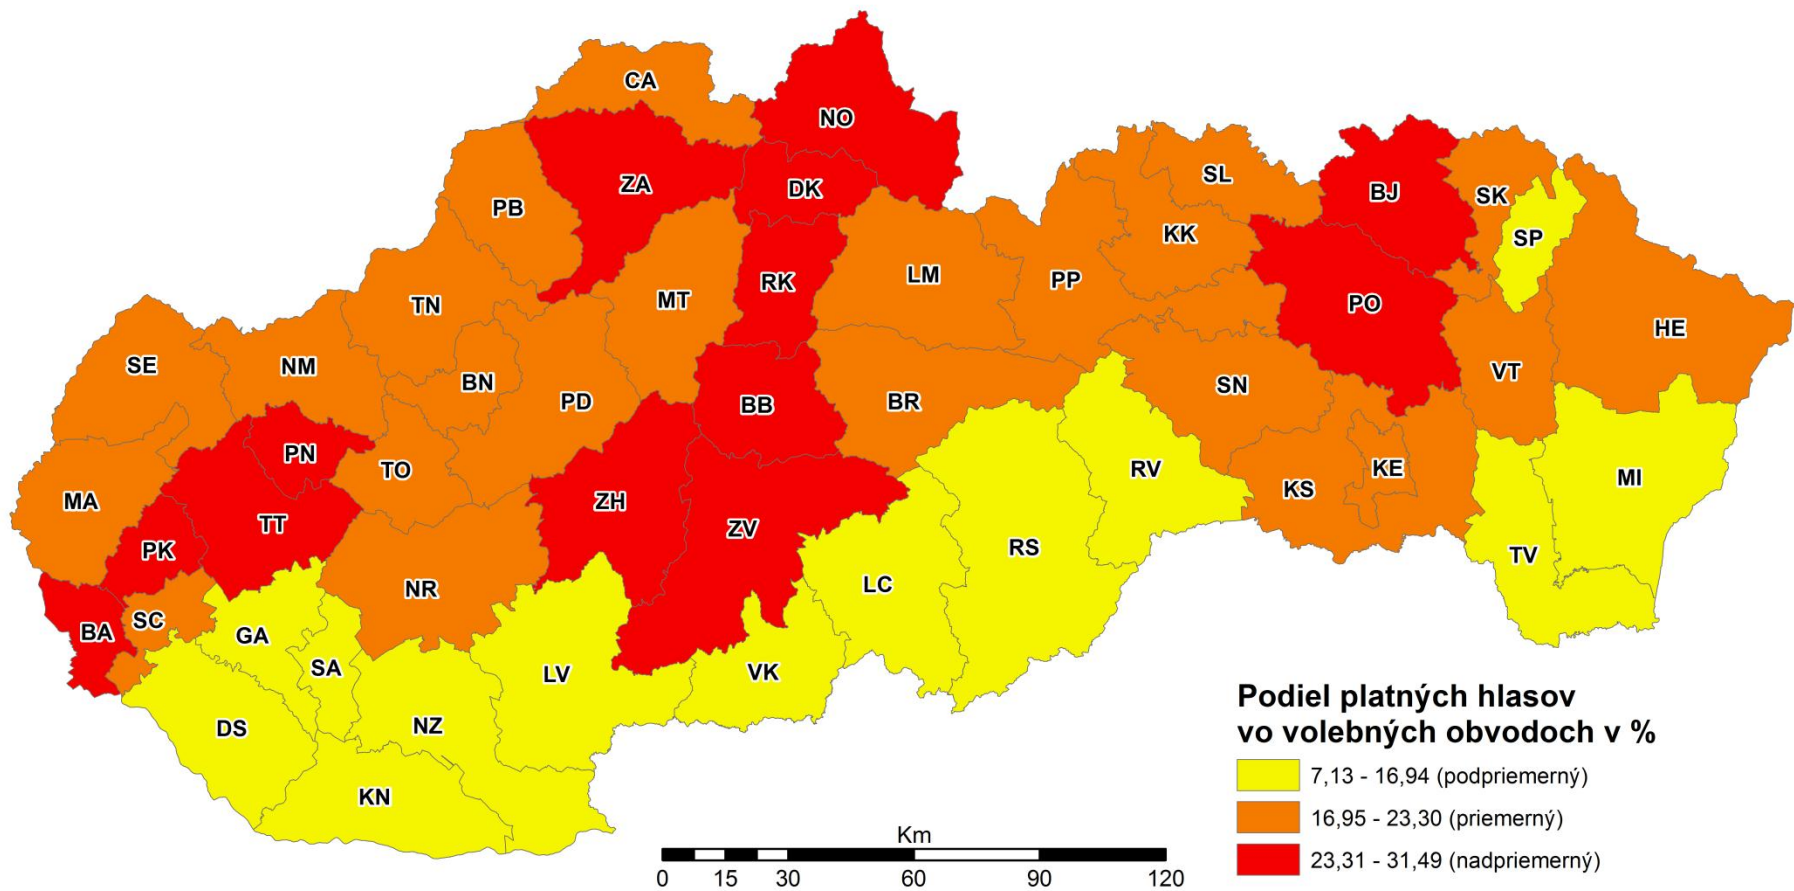 CA
NO
ZA
DK
SL
BJ
SK
PB
KK
SP
RK
LM
PP
MT
TN
PO
HE
SE
NM
BN
VT
SN
PD
BB
BR
PN
TO
RV
KE
MI
MA
KS
ZH
TT
ZV
PK
RS
TV
NR
LC
SC
BA
GA
SA
LV
VK
DS
NZ
KN
Podiel platných hlasov
vo volebných obvodoch v %
7,13 - 16,94 (podpriemerný)
16,95 - 23,30 (priemerný)
23,31 - 31,49 (nadpriemerný)
Km
0 15 30 60 90 120